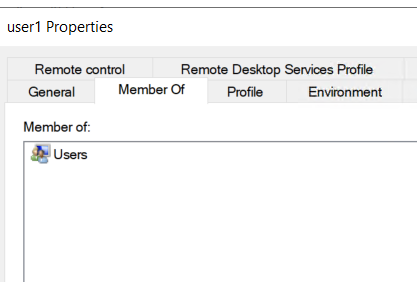 user1 Properties
Remote control
Remote Desktop Services Profile
General
Member Of
Profile
Environment
Member of:
Users